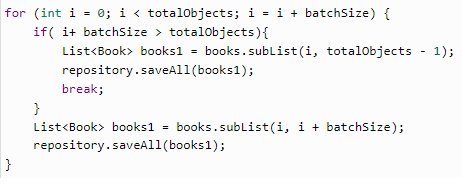 for (int i = 0; i < totalObjects; i = i + batchSize) {
    if( i+ batchSize > totalObjects){
        List<Book> books1 = books.subList(i, totalObjects - 1);
        repository.saveAll(books1);
        break;
    }
    List<Book> books1 = books.subList(i, i + batchSize);
    repository.saveAll(books1);
}